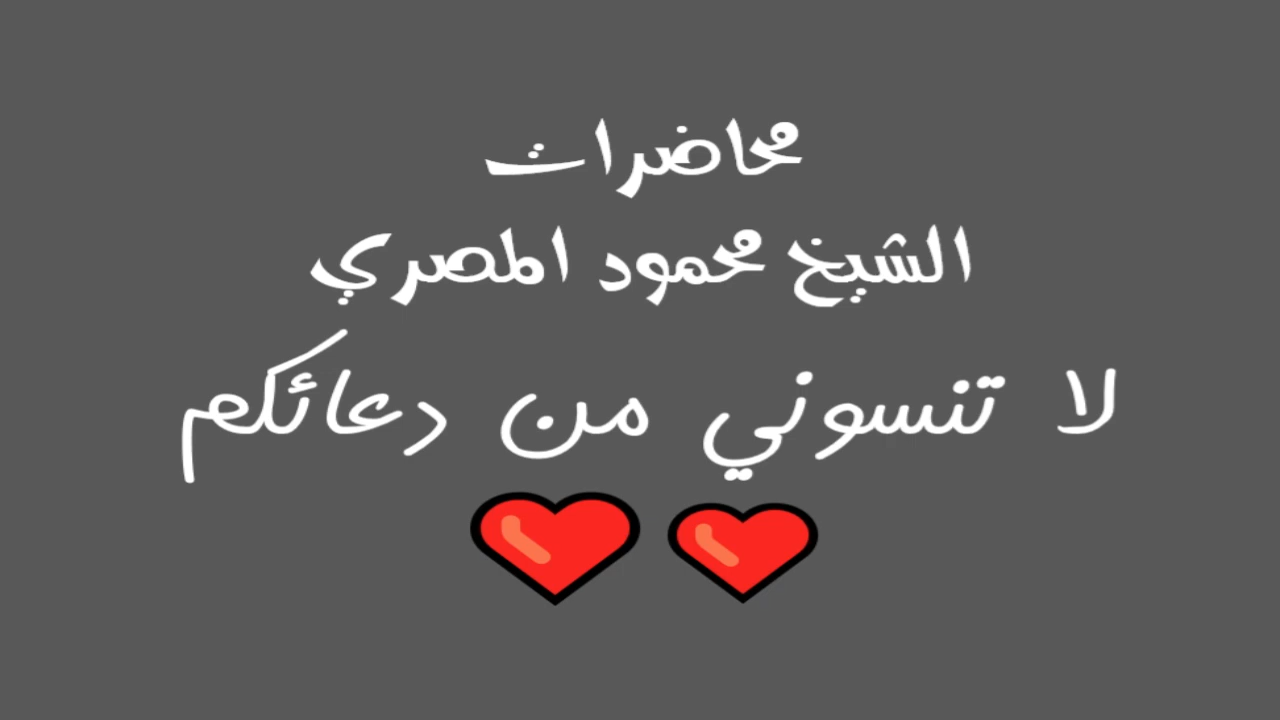 محاضرات
الشيخ محمود المصري
لا تنسوني من دعائكم